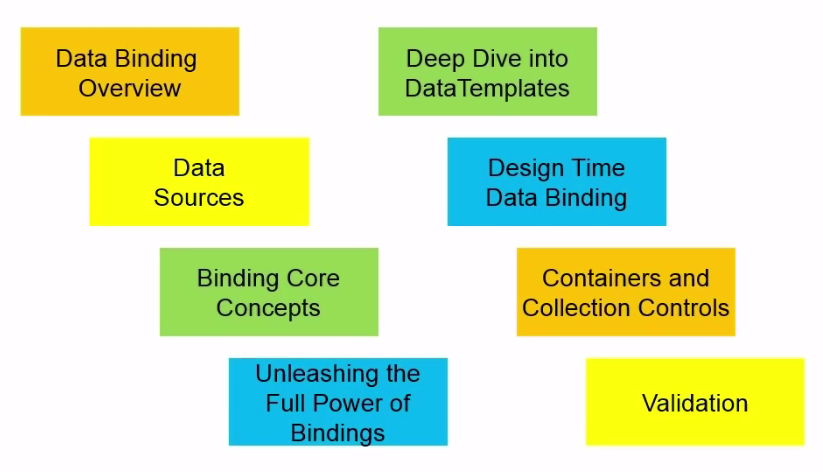 Data Binding
Overview
Data
Sources
Binding Core
Concepts
Unleashing the
Full Power of
Bindings
Deep Dive into
DataTemplates
Design Time
Data Binding
Containers and
Collection Controls
Validation